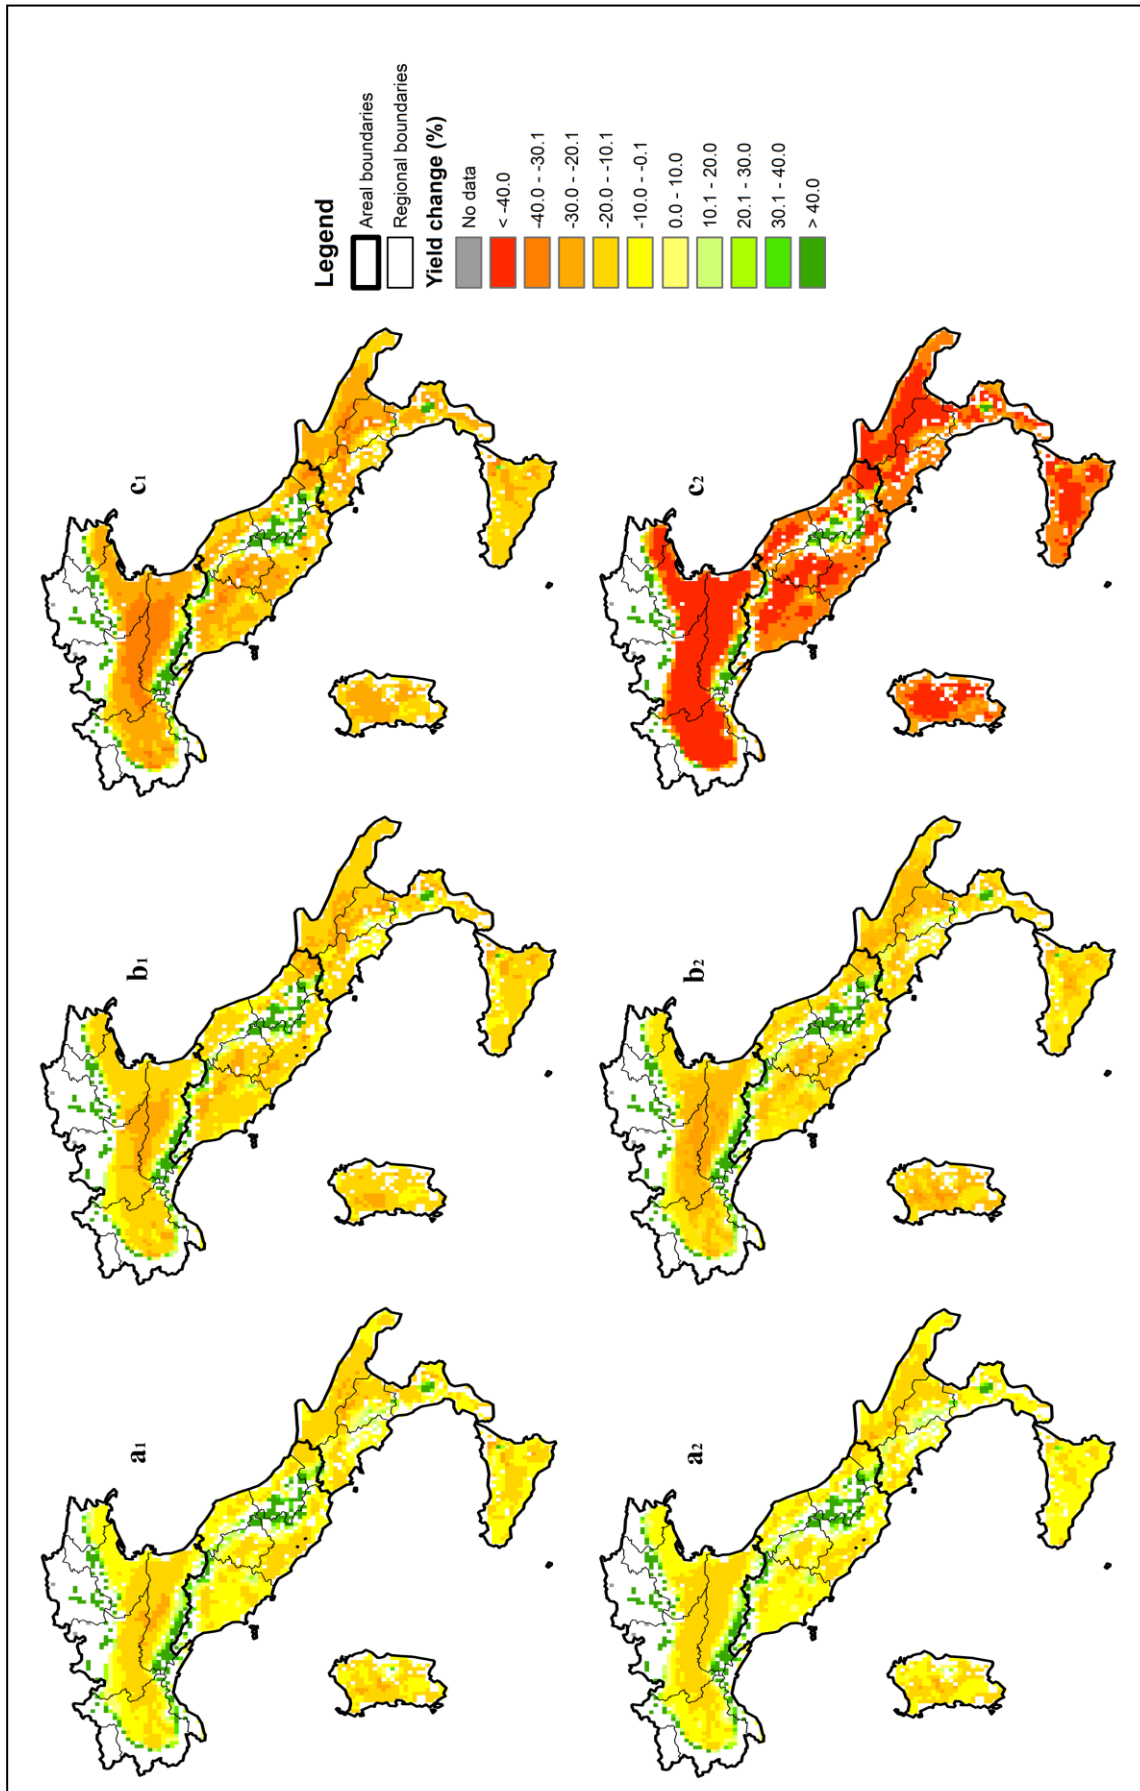 a1
b1
c1
a2
b2
c2
Legend
Areal boundaries
Regional boundaries
Yield change (%)
No data
< -40.0
-40.0 - -30.1
-30.0 - -20.1
-20.0 - -10.1
-10.0 - -0.1
0.0 - 10.0
10.1 - 20.0
20.1 - 30.0
30.1 - 40.0
> 40.0